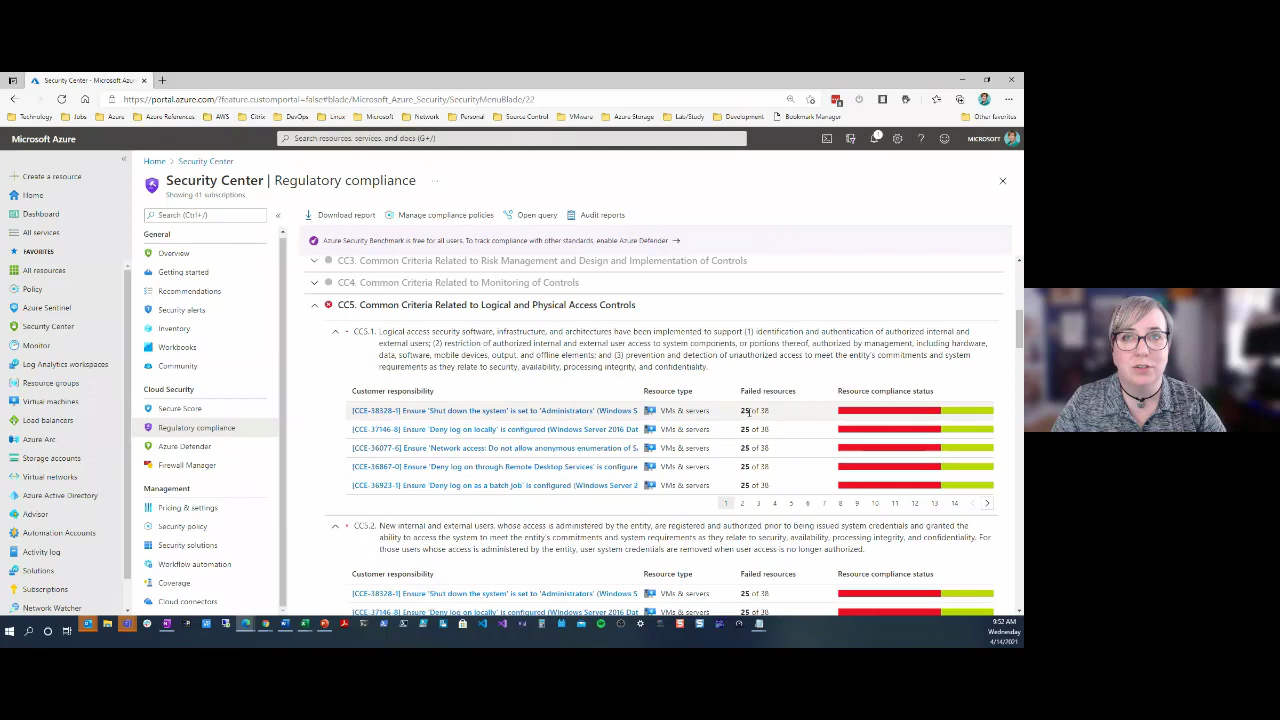 Security Center - Microsoft Azu
https://portal.azure.com/?feature.customportal=false#blade/Microsoft_Azure_Security/SecurityMenuBlade/22
Technology Jobs Azure Azure References AWS Citrix DevOps Linux Microsoft Network Personal Source Control VMware Azure Storage Lab/Study Development Bookmark Manager Other favorites
Microsoft Azure
Search resources, services, and docs (G+/)
1
MICROSOFT
Create a resource
Home
Dashboard
All services
FAVORITES
All resources
Policy
Azure Sentinel
Security Center
Monitor
Log Analytics workspaces
Resource groups
Virtual machines
Load balancers
Azure Arc
Storage accounts
Virtual networks
Azure Active Directory
Advisor
Automation Accounts
Activity log
Solutions
Subscriptions
Network Watcher
Home > Security Center
Security Center | Regulatory compliance ...
Showing 41 subscriptions
Search (Ctrl+/)
General
Overview
Getting started
Recommendations
Security alerts
Inventory
Workbooks
Community
Cloud Security
Secure Score
Regulatory compliance
Azure Defender
Firewall Manager
Management
Pricing & settings
Security policy
Security solutions
Workflow automation
Coverage
Cloud connectors
Download report Manage compliance policies Open query Audit reports
Azure Security Benchmark is free for all users. To track compliance with other standards, enable Azure Defender →
CC3. Common Criteria Related to Risk Management and Design and Implementation of Controls
CC4. Common Criteria Related to Monitoring of Controls
CC5. Common Criteria Related to Logical and Physical Access Controls
CC5.1. Logical access security software, infrastructure, and architectures have been implemented to support (1) identification and authentication of authorized internal and
external users; (2) restriction of authorized internal and external user access to system components, or portions thereof, authorized by management, including hardware,
data, software, mobile devices, output, and offline elements; and (3) prevention and detection of unauthorized access to meet the entity's commitments and system
requirements as they relate to security, availability, processing integrity, and confidentiality.
Customer responsibility Resource type Failed resources Resource compliance status
[CCE-38328-1] Ensure 'Shut down the system' is set to 'Administrators' (Windows S VMs & servers 25 of 38
[CCE-37146-8] Ensure 'Deny log on locally' is configured (Windows Server 2016 Dat VMs & servers 25 of 38
[CCE-36077-6] Ensure 'Network access: Do not allow anonymous enumeration of S. VMs & servers 25 of 38
[CCE-36867-0] Ensure 'Deny log on through Remote Desktop Services' is configure VMs & servers 25 of 38
[CCE-36923-1] Ensure 'Deny log on as a batch job' is configured (Windows Server 2 VMs & servers 25 of 38
1 2 3 4 5 6 7 8 9 10 11 12 13 14
CC5.2. New internal and external users, whose access is administered by the entity, are registered and authorized prior to being issued system credentials and granted the
ability to access the system to meet the entity's commitments and system requirements as they relate to security, availability, processing integrity, and confidentiality. For
those users whose access is administered by the entity, user system credentials are removed when user access is no longer authorized.
Customer responsibility Resource type Failed resources Resource compliance status
[CCE-38328-1] Ensure 'Shut down the system' is set to 'Administrators' (Windows S VMs & servers 25 of 38
[CCE-37146-8] Ensure 'Deny log on locally' is configured (Windows Server 2016 Dat VMs & servers 25 of 38
9:52 AM
Wednesday
4/14/2021